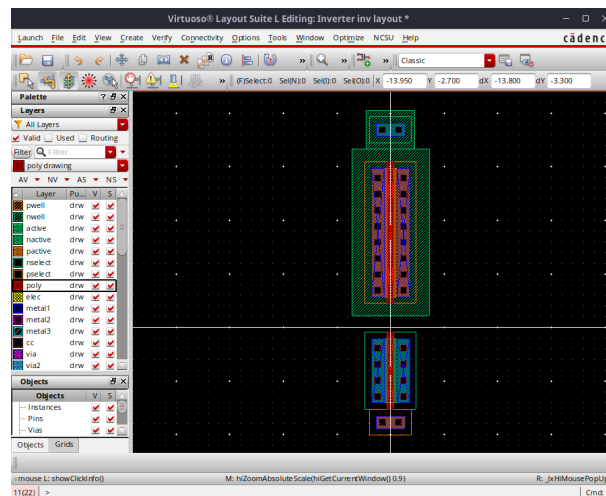 Virtuoso® Layout Suite L Editing: Inverter inv layout *
Launch File Edit View Create Verify Connectivity Options Tools Window Optimize NCSU Help
cādence
» » » Classic
» (F)Select:0 Sel(N):0 Sel(I):0 Sel(O):0 X -13.950 Y -2.700 dX -13.800 dY -3.300
Palette
Layers
All Layers
Valid Used Routing
Filter Filter
poly drawing
AV NV AS NS
Layer Pu... V S
pwell drw
nwell drw
active drw
nactive drw
pactive drw
nselect drw
pselect drw
poly drw
elec drw
metal1 drw
metal2 drw
metal3 drw
cc drw
via drw
via2 drw
Objects
Objects V S
Instances
Pins
Vias
Objects Grids
mouse L: showClickInfo() M: hiZoomAbsoluteScale(hiGetCurrentWindow() 0.9) R: _lxHiMousePopUp
11(22) > Cmd: